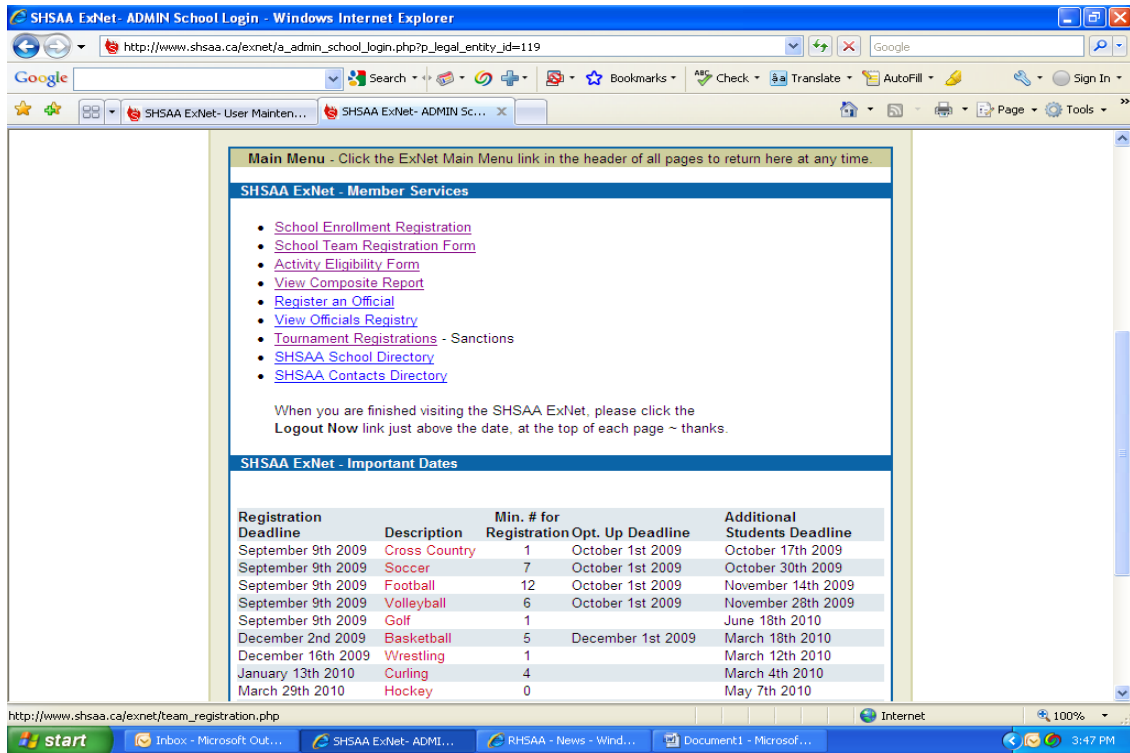 SHSAA ExNet- ADMIN School Login - Windows Internet Explorer
http://www.shsaa.ca/exnet/a_admin_school_login.php?p_legal_entity_id=119
Google
Google Search Bookmarks Check Translate AutoFill Sign In
SHSAA ExNet- User Mainten... SHSAA ExNet- ADMIN Sc... Page Tools
Main Menu - Click the ExNet Main Menu link in the header of all pages to return here at any time.
SHSAA ExNet - Member Services
School Enrollment Registration
School Team Registration Form
Activity Eligibility Form
View Composite Report
Register an Official
View Officials Registry
Tournament Registrations - Sanctions
SHSAA School Directory
SHSAA Contacts Directory
When you are finished visiting the SHSAA ExNet, please click the
Logout Now link just above the date, at the top of each page ~ thanks.
SHSAA ExNet - Important Dates
Registration Min. # for Additional
Deadline Description Registration Opt. Up Deadline Students Deadline
September 9th 2009 Cross Country 1 October 1st 2009 October 17th 2009
September 9th 2009 Soccer 7 October 1st 2009 October 30th 2009
September 9th 2009 Football 12 October 1st 2009 November 14th 2009
September 9th 2009 Volleyball 6 October 1st 2009 November 28th 2009
September 9th 2009 Golf 1 June 18th 2010
December 2nd 2009 Basketball 5 December 1st 2009 March 18th 2010
December 16th 2009 Wrestling 1 March 12th 2010
January 13th 2010 Curling 4 March 4th 2010
March 29th 2010 Hockey 0 May 7th 2010
http://www.shsaa.ca/exnet/team_registration.php Internet 100%
start Inbox - Microsoft Out... SHSAA ExNet- ADMI... RHSAA - News - Wind... Document1 - Microsof... 3:47 PM